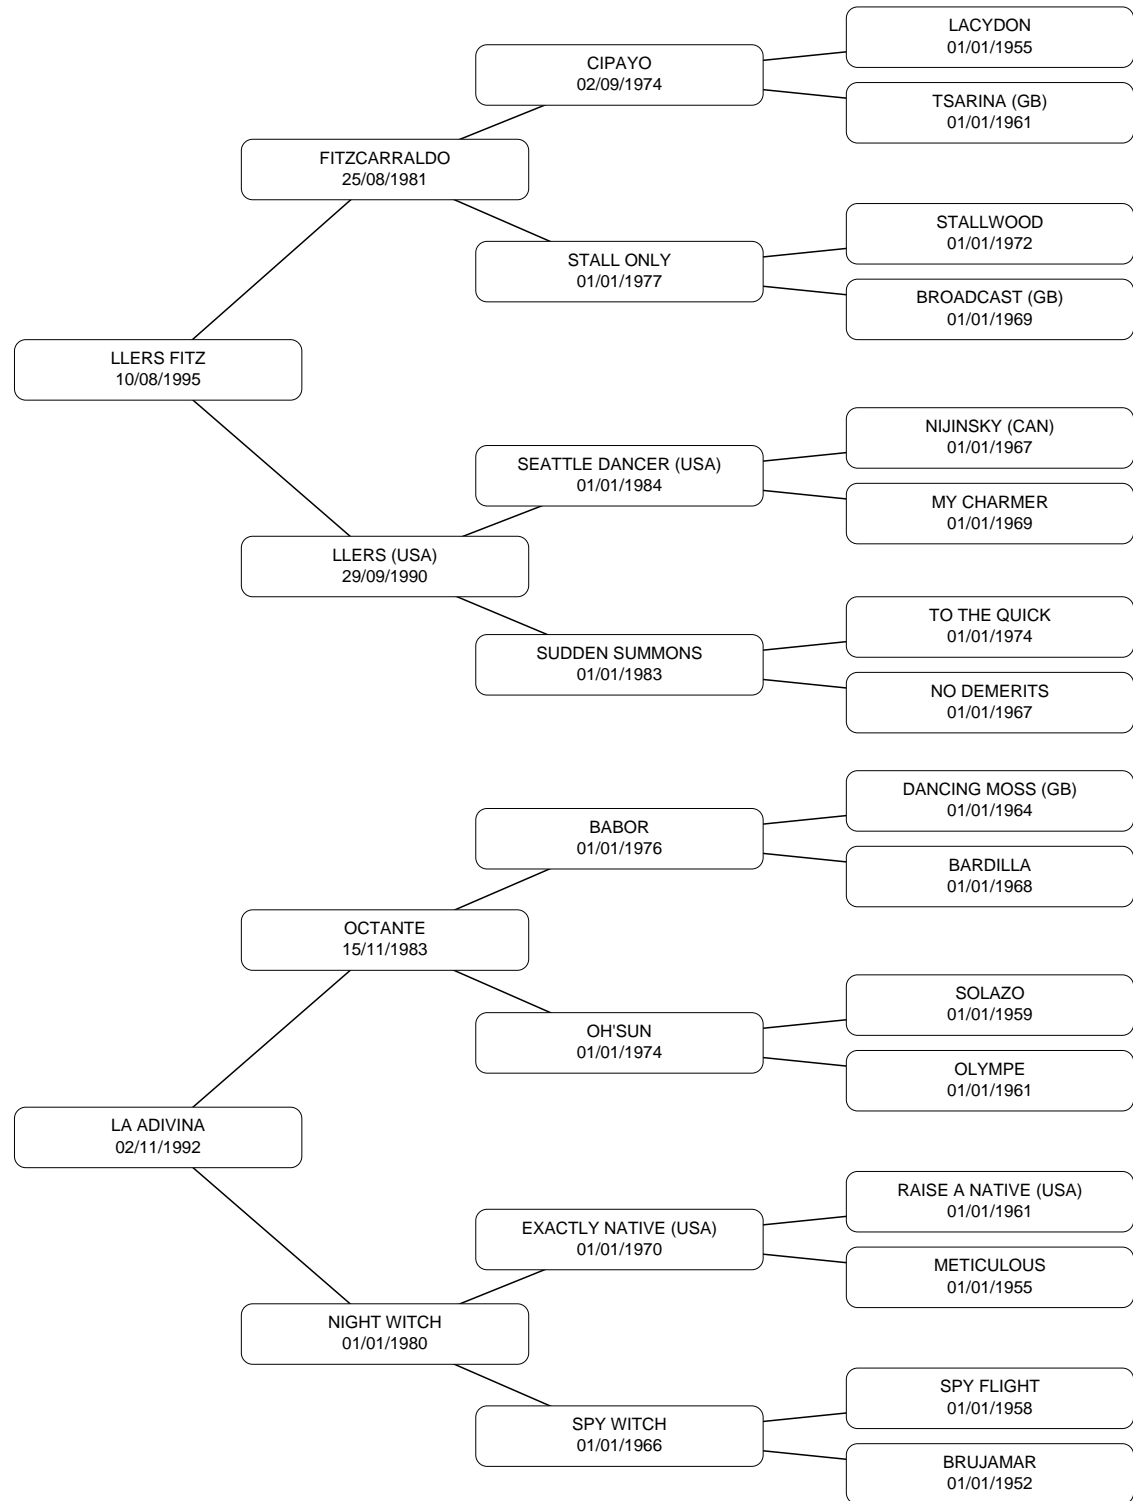 LACYDON
01/01/1955
CIPAYO
02/09/1974
TSARINA (GB)
01/01/1961
FITZCARRALDO
25/08/1981
STALLWOOD
01/01/1972
STALL ONLY
01/01/1977
BROADCAST (GB)
01/01/1969
LLERS FITZ
10/08/1995
NIJINSKY (CAN)
01/01/1967
SEATTLE DANCER (USA)
01/01/1984
MY CHARMER
01/01/1969
LLERS (USA)
29/09/1990
TO THE QUICK
01/01/1974
SUDDEN SUMMONS
01/01/1983
NO DEMERITS
01/01/1967
DANCING MOSS (GB)
01/01/1964
BABOR
01/01/1976
BARDILLA
01/01/1968
OCTANTE
15/11/1983
SOLAZO
01/01/1959
OH'SUN
01/01/1974
OLYMPE
01/01/1961
LA ADIVINA
02/11/1992
RAISE A NATIVE (USA)
01/01/1961
EXACTLY NATIVE (USA)
01/01/1970
METICULOUS
01/01/1955
NIGHT WITCH
01/01/1980
SPY FLIGHT
01/01/1958
SPY WITCH
01/01/1966
BRUJAMAR
01/01/1952